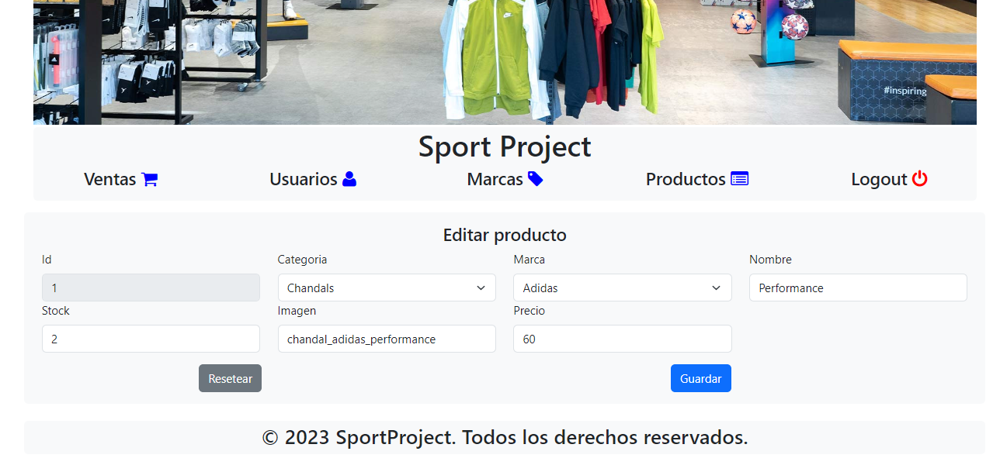 #inspiring
Sport Project
Ventas Usuarios Marcas Productos Logout
Editar producto
Id Categoria Marca Nombre
1 Chandals Adidas Performance
Stock Imagen Precio
2 chandal_adidas_performance 60
Resetear Guardar
© 2023 SportProject. Todos los derechos reservados.